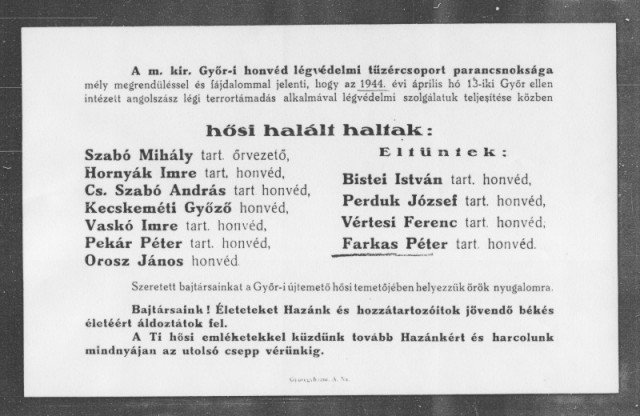 A m. kir. Győr-i honvéd légvédelmi tüzércsoport parancsnoksága
mély megrendüléssel és fájdalommal jelenti, hogy az 1944. évi április hó 13-iki Győr ellen
intézett angolszász légi terrortámadás alkalmával légvédelmi szolgálatuk teljesítése közben
hősi halált haltak:
Szabó Mihály tart. őrvezető,
Hornyák Imre tart. honvéd,
Cs. Szabó András tart honvéd,
Kecskeméti Győző honvéd,
Vaskó Imre tart. honvéd,
Pekár Péter tart. honvéd,
Orosz János honvéd
Eltüntek:
Bistei István tart. honvéd,
Perduk József tart. honvéd,
Vértesi Ferenc tart. honvéd,
Farkas Péter tart. honvéd.
Szeretett bajtársainkat a Győr-i újtemető hősi temetőjében helyezzük örök nyugalomra.
Bajtársaink! Életeteket Hazánk és hozzátartozóitok jövendő békés
életéért áldoztátok fel.
A Ti hősi emléketekkel küzdünk tovább Hazánkért és harcolunk
mindnyájan az utolsó csepp vérünkig.